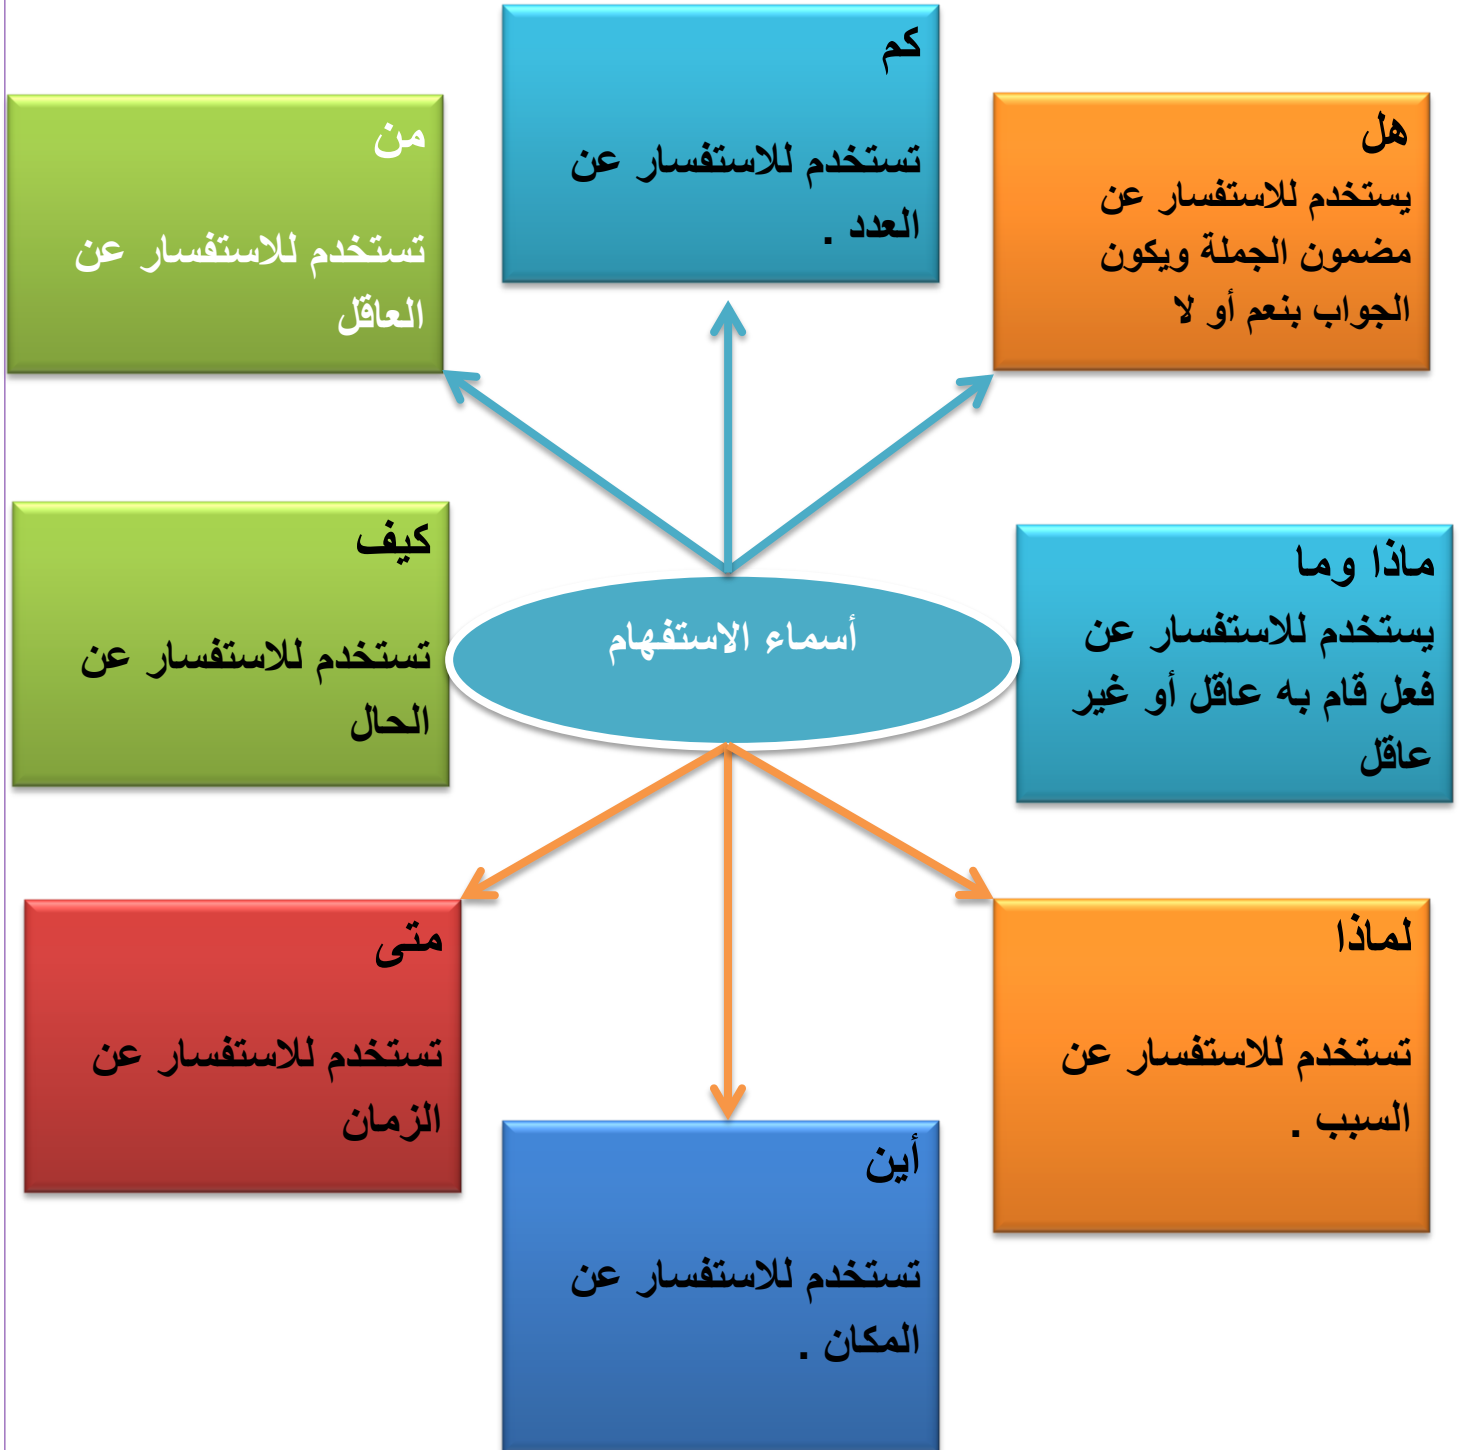 كم
تستخدم للاستفسار عن
العدد .
هل
يستخدم للاستفسار عن
مضمون الجملة ويكون
الجواب بنعم أو لا
من
تستخدم للاستفسار عن
العاقل
ماذا وما
يستخدم للاستفسار عن
فعل قام به عاقل أو غير
عاقل
أسماء الاستفهام
كيف
تستخدم للاستفسار عن
الحال
لماذا
تستخدم للاستفسار عن
السبب .
متى
تستخدم للاستفسار عن
الزمان
أين
تستخدم للاستفسار عن
المكان .